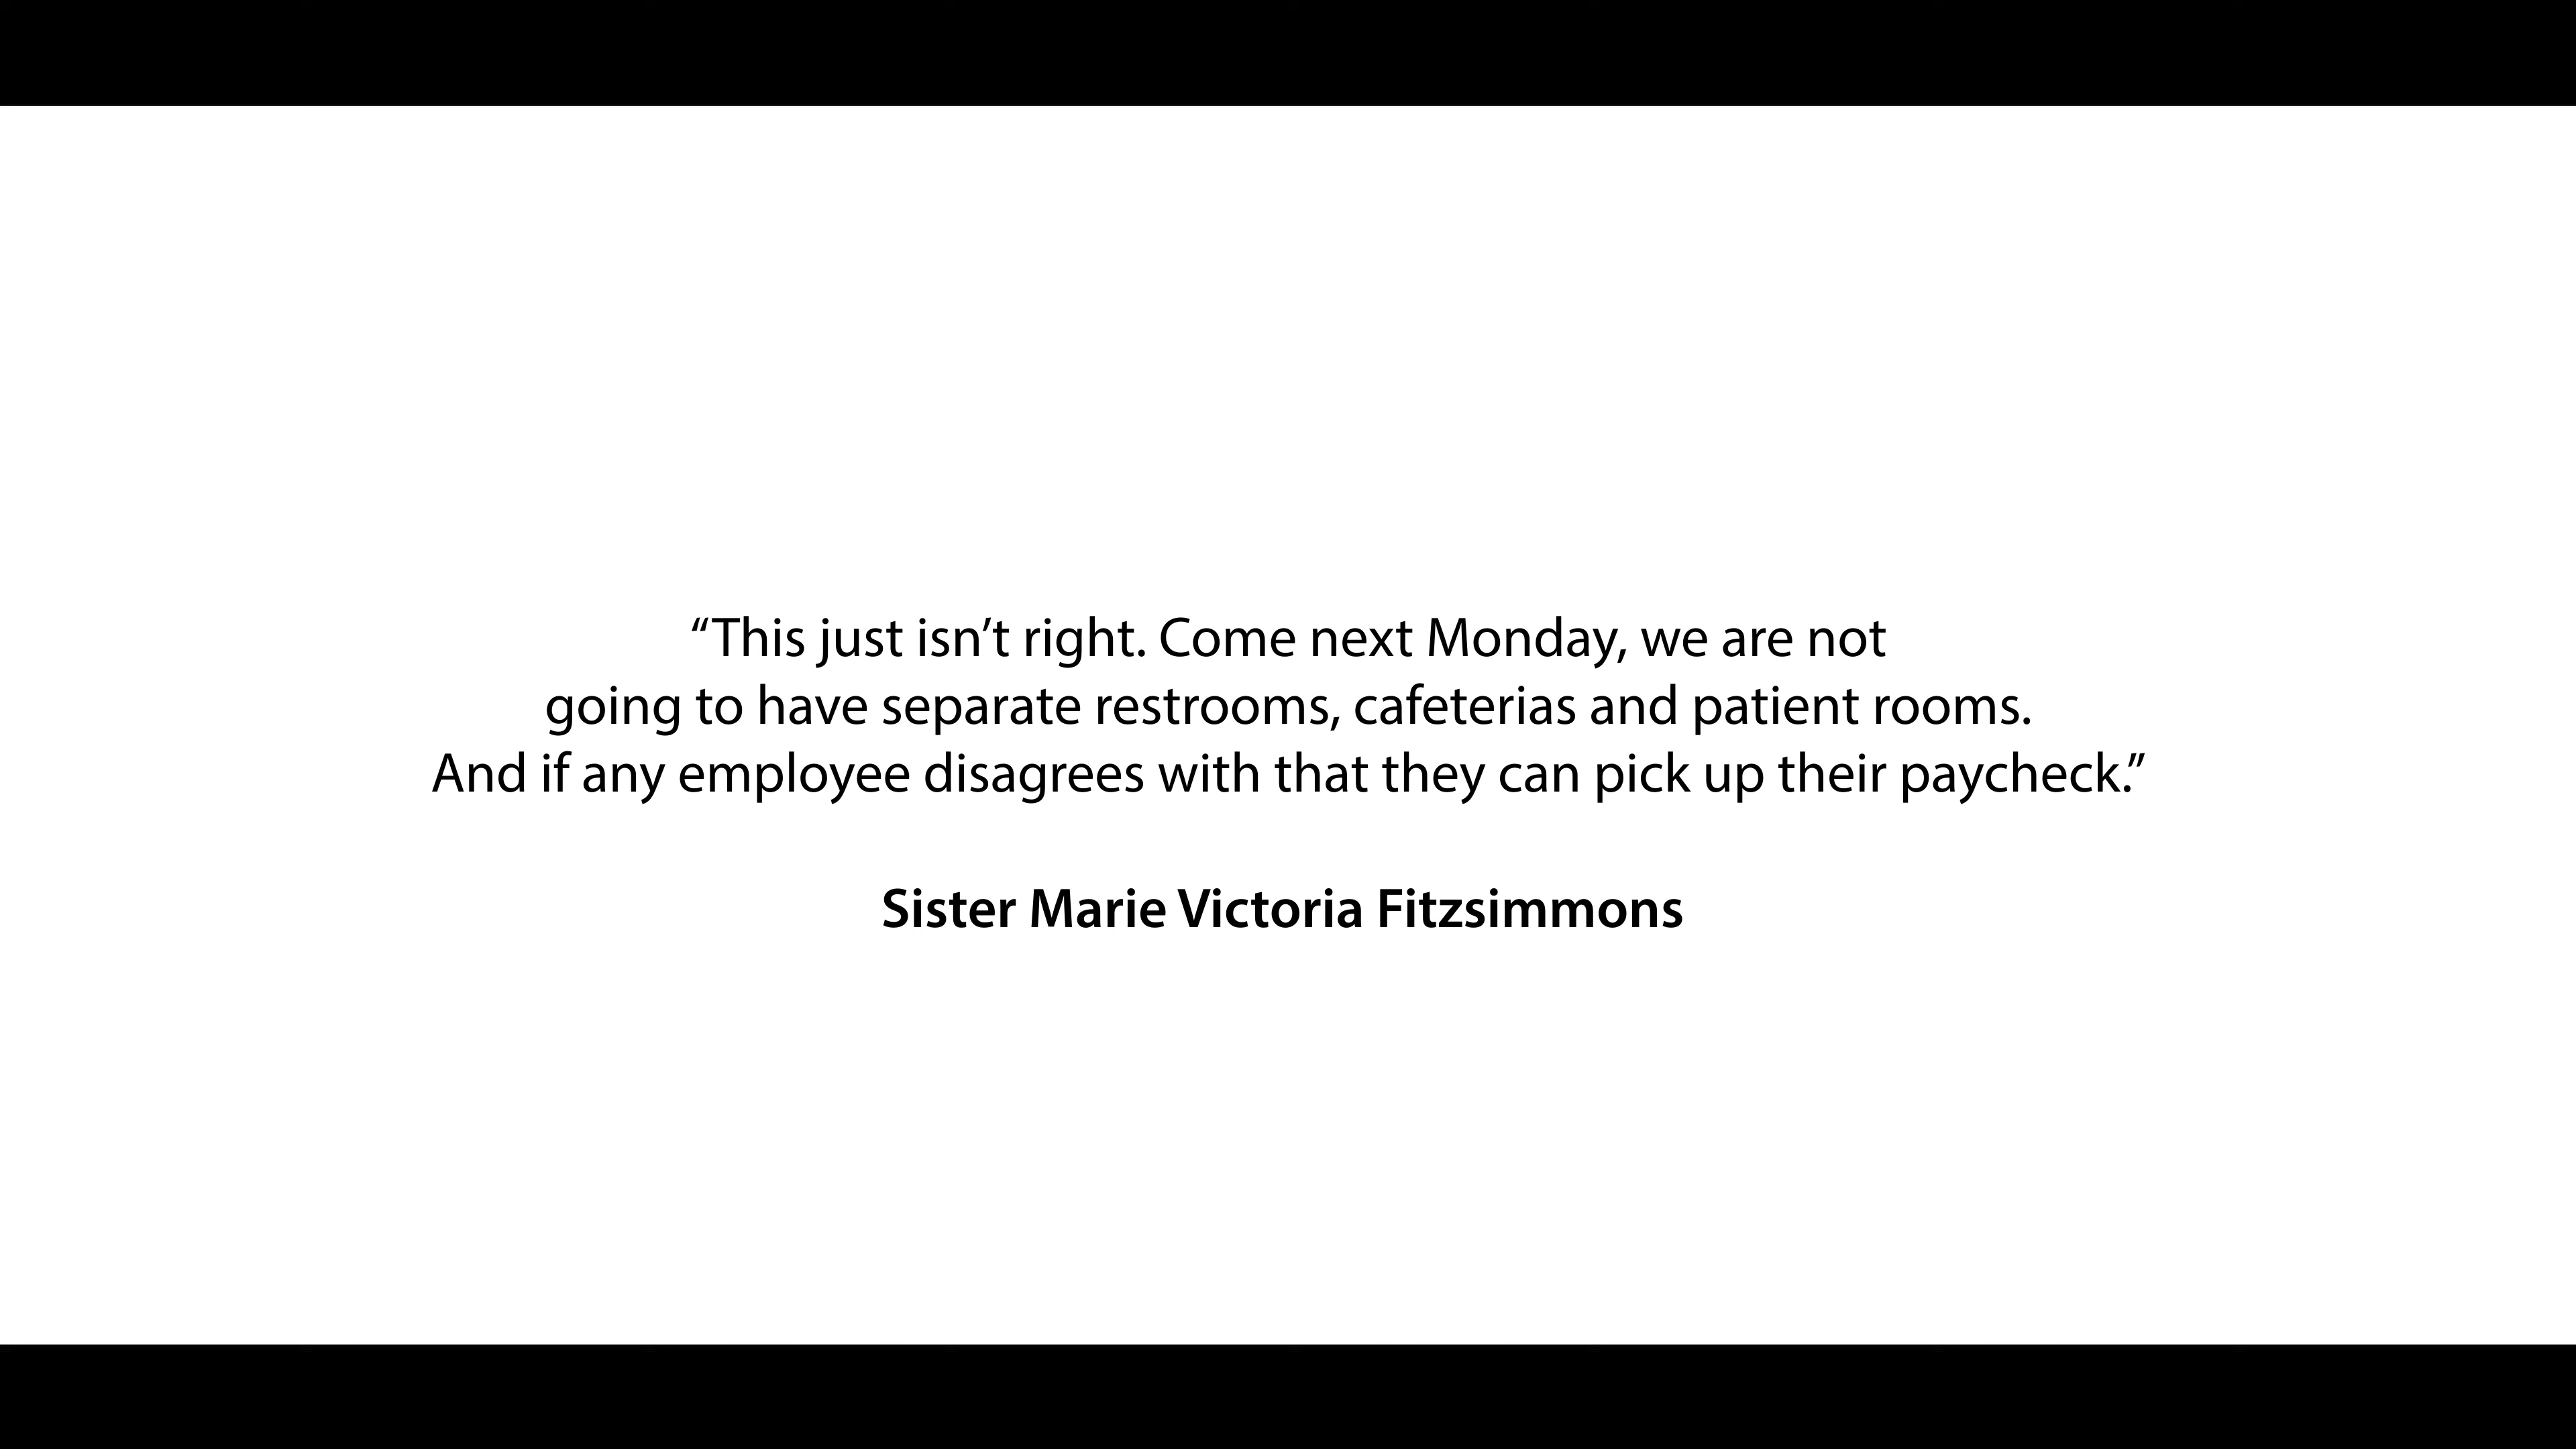 “This just isn’t right. Come next Monday, we are not
going to have separate restrooms, cafeterias and patient rooms.
And if any employee disagrees with that they can pick up their paycheck.”
Sister Marie Victoria Fitzsimmons